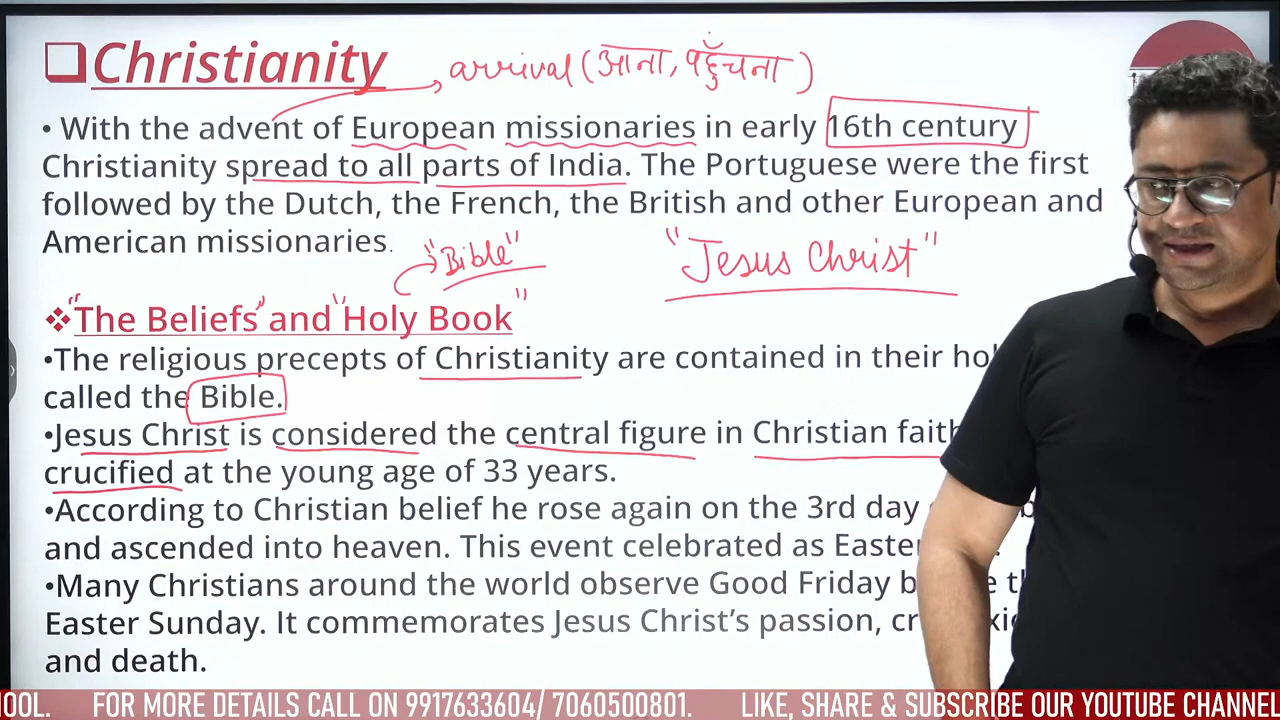 Christianity
arrival (आना, पहुँचना)
• With the advent of European missionaries in early 16th century
Christianity spread to all parts of India. The Portuguese were the first
followed by the Dutch, the French, the British and other European and
American missionaries.
"Bible"
"Jesus Christ"
"The Beliefs" and "Holy Book"
•The religious precepts of Christianity are contained in their
called the Bible.
•Jesus Christ is considered the central figure in Christian
crucified at the young age of 33 years.
•According to Christian belief he rose again on the 3rd day
and ascended into heaven. This event celebrated as Easter
•Many Christians around the world observe Good Friday
Easter Sunday. It commemorates Jesus Christ's passion,
and death.
FOR MORE DETAILS CALL ON 9917633604/ 7060500801. LIKE, SHARE & SUBSCRIBE OUR YOUTUBE CHANNEL